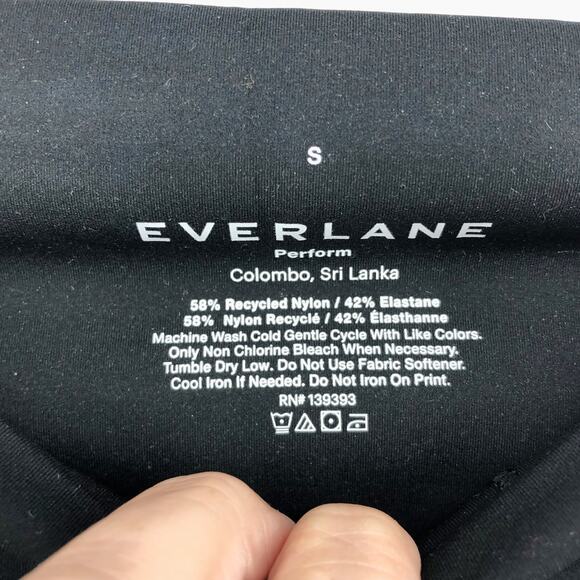 S
EVERLANE
Perform
Colombo, Sri Lanka
58% Recycled Nylon / 42% Elastane
58% Nylon Recyclé / 42% Élasthanne
Machine Wash Cold Gentle Cycle With Like Colors.
Only Non Chlorine Bleach When Necessary.
Tumble Dry Low. Do Not Use Fabric Softener.
Cool Iron If Needed. Do Not Iron On Print.
RN# 139393